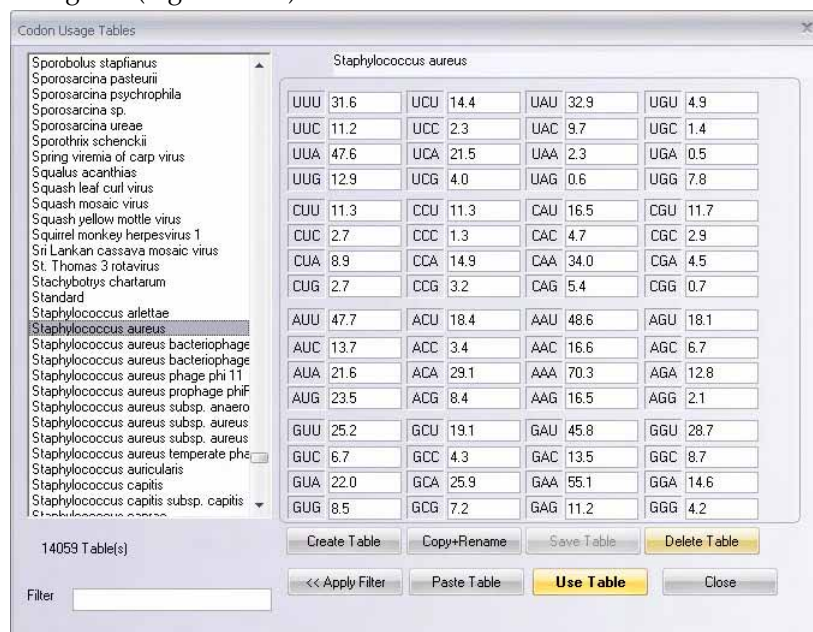 Codon Usage Tables
Sporobolus stapfianus
Sporosarcina pasteurii
Sporosarcina psychrophila
Sporosarcina sp.
Sporosarcina ureae
Sporothrix schenckii
Spring viremia of carp virus
Squalus acanthias
Squash leaf curl virus
Squash mosaic virus
Squash yellow mottle virus
Squirrel monkey herpesvirus 1
Sri Lankan cassava mosaic virus
St. Thomas 3 rotavirus
Stachybotrys chartarum
Standard
Staphylococcus arlettae
Staphylococcus aureus
Staphylococcus aureus bacteriophage
Staphylococcus aureus bacteriophage
Staphylococcus aureus phage phi 11
Staphylococcus aureus prophage phiF
Staphylococcus aureus subsp. anaero
Staphylococcus aureus subsp. aureus
Staphylococcus aureus subsp. aureus
Staphylococcus aureus temperate pha
Staphylococcus auricularis
Staphylococcus capitis
Staphylococcus capitis subsp. capitis
14059 Table(s)
Filter
Staphylococcus aureus
UUU 31.6 UCU 14.4 UAU 32.9 UGU 4.9
UUC 11.2 UCC 2.3 UAC 9.7 UGC 1.4
UUA 47.6 UCA 21.5 UAA 2.3 UGA 0.5
UUG 12.9 UCG 4.0 UAG 0.6 UGG 7.8
CUU 11.3 CCU 11.3 CAU 16.5 CGU 11.7
CUC 2.7 CCC 1.3 CAC 4.7 CGC 2.9
CUA 8.9 CCA 14.9 CAA 34.0 CGA 4.5
CUG 2.7 CCG 3.2 CAG 5.4 CGG 0.7
AUU 47.7 ACU 18.4 AAU 48.6 AGU 18.1
AUC 13.7 ACC 3.4 AAC 16.6 AGC 6.7
AUA 21.6 ACA 29.1 AAA 70.3 AGA 12.8
AUG 23.5 ACG 8.4 AAG 16.5 AGG 2.1
GUU 25.2 GCU 19.1 GAU 45.8 GGU 28.7
GUC 6.7 GCC 4.3 GAC 13.5 GGC 8.7
GUA 22.0 GCA 25.9 GAA 55.1 GGA 14.6
GUG 8.5 GCG 7.2 GAG 11.2 GGG 4.2
Create Table Copy+Rename Save Table Delete Table
<< Apply Filter Paste Table Use Table Close